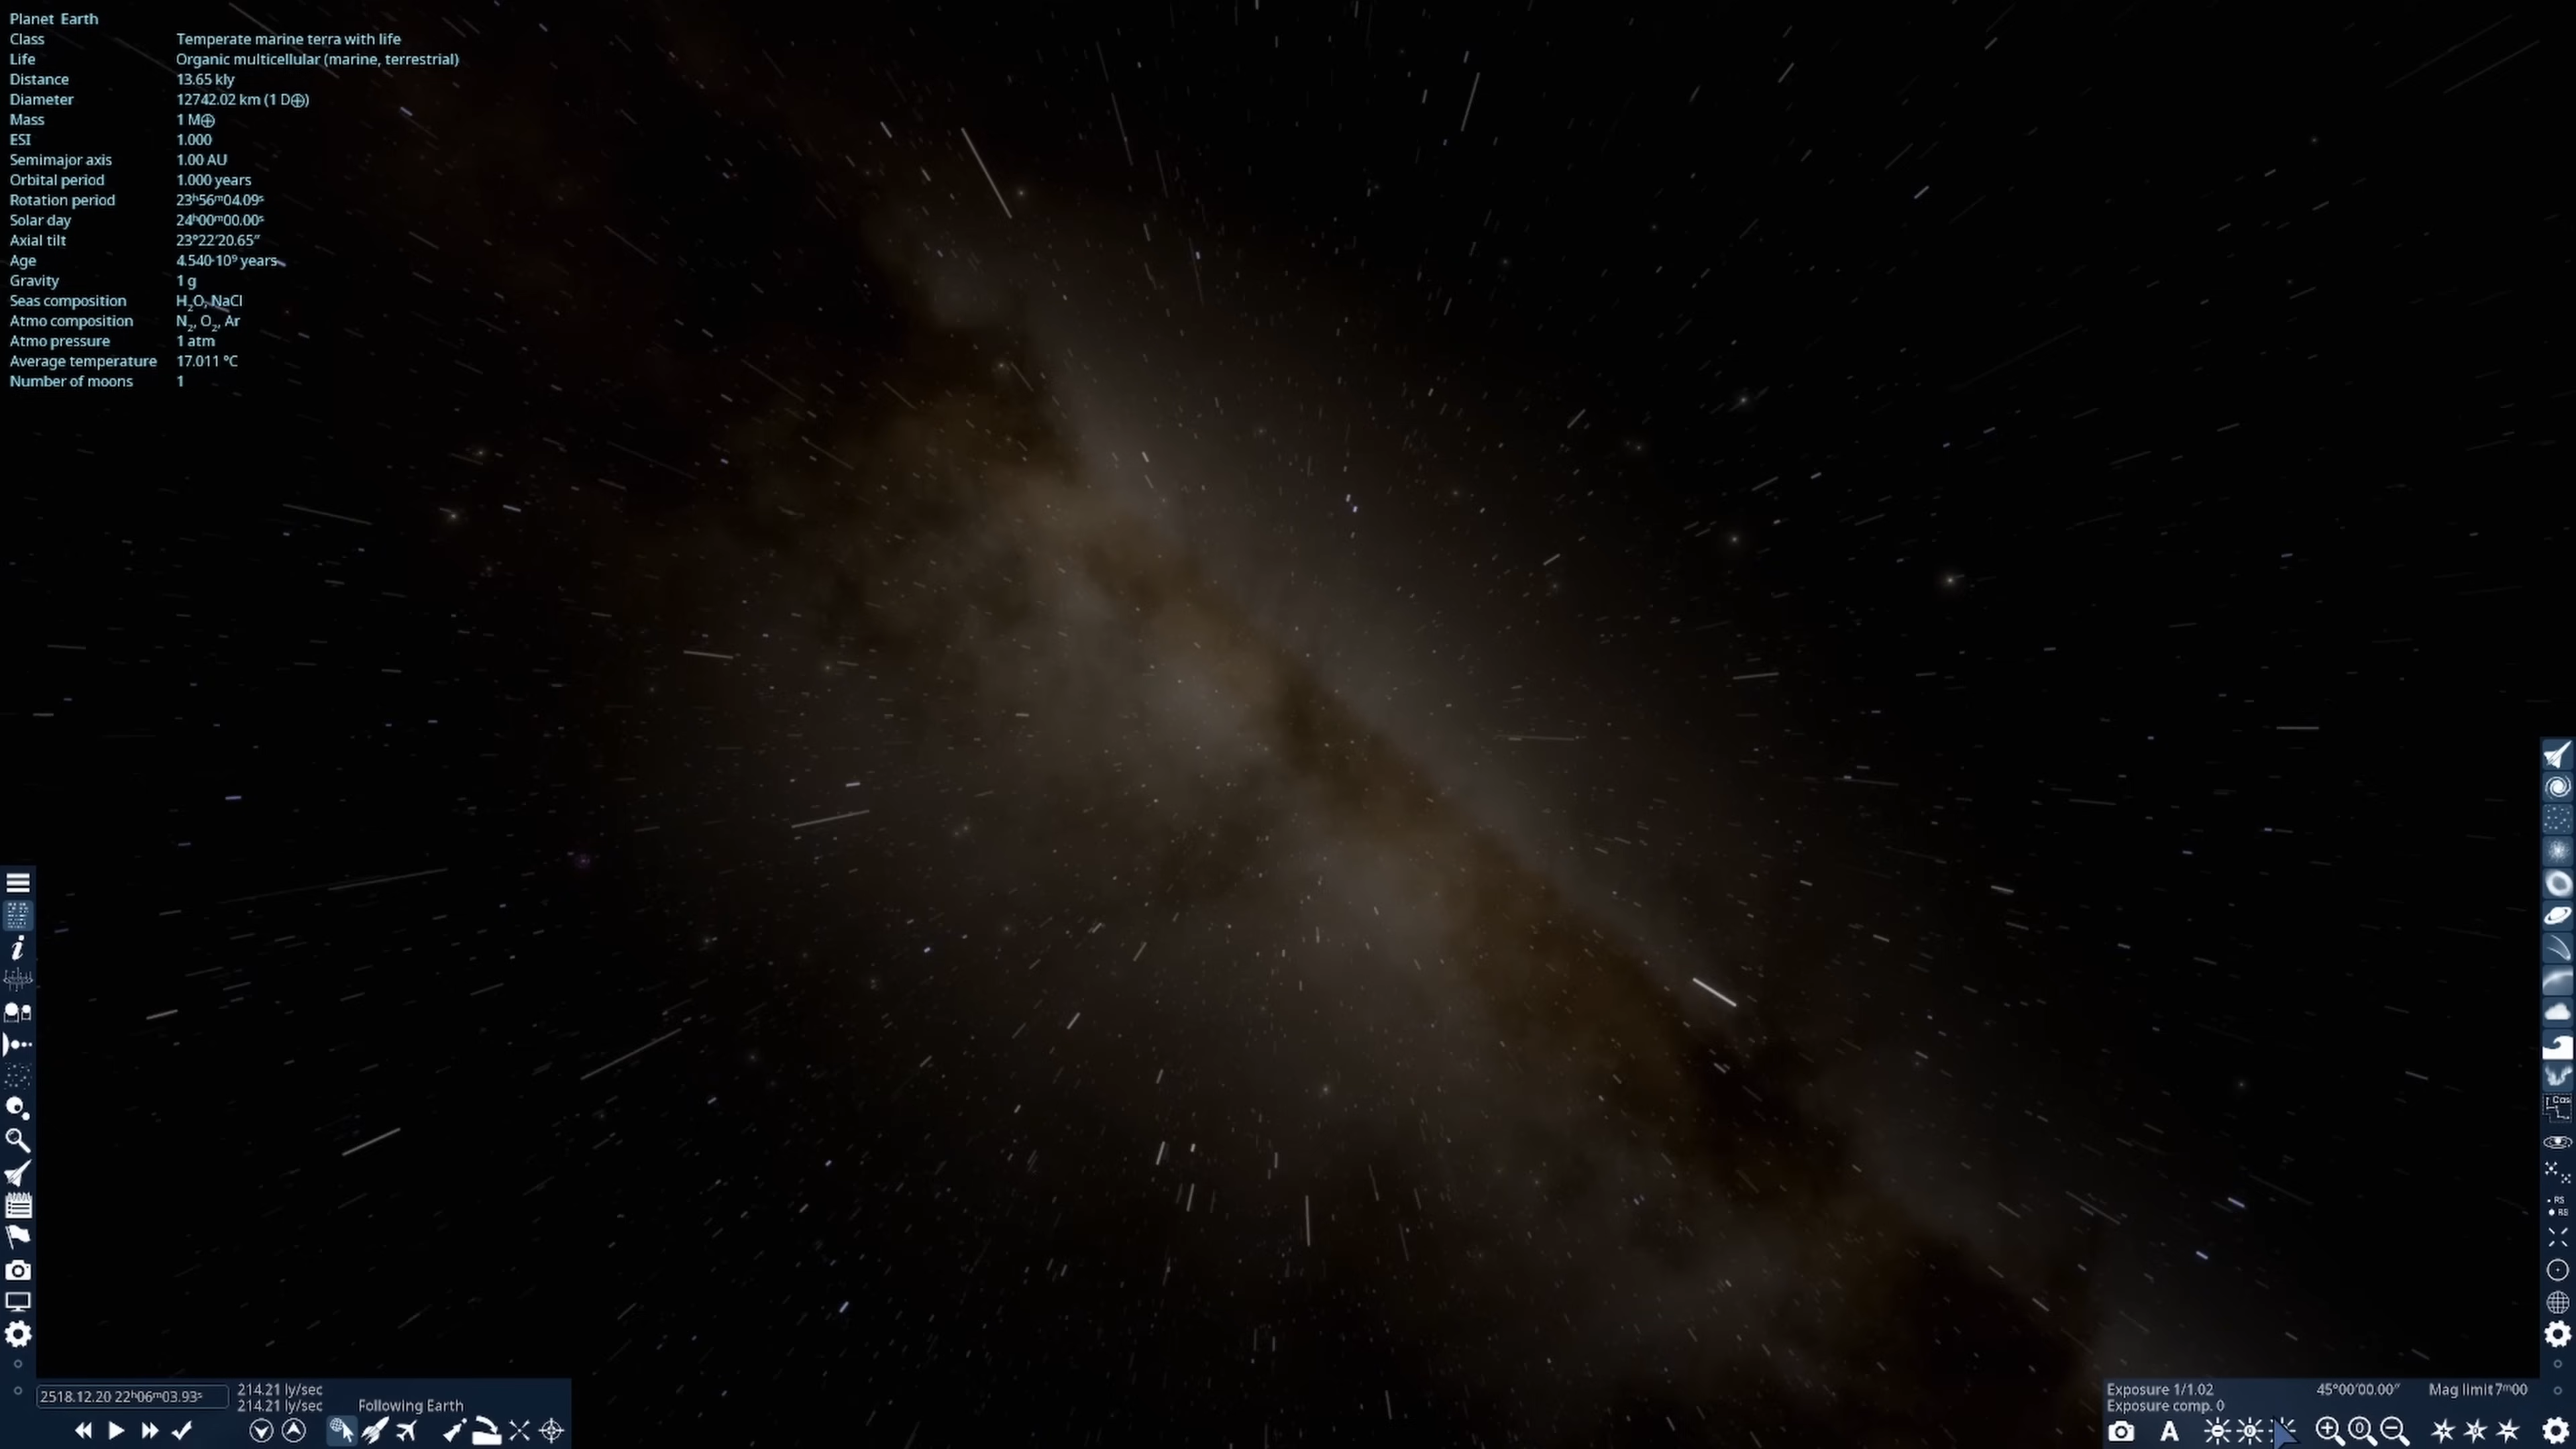 Planet Earth
Class Temperate marine terra with life
Life Organic multicellular (marine, terrestrial)
Distance 13.65 kly
Diameter 12742.02 km (1 D⊕)
Mass 1 M⊕
ESI 1.000
Semimajor axis 1.00 AU
Orbital period 1.000 years
Rotation period 23ʰ56ᵐ04.09ˢ
Solar day 24ʰ00ᵐ00.00ˢ
Axial tilt 23°22′20.65″
Age 4.540·10⁹ years
Gravity 1 g
Seas composition H₂O, NaCl
Atmo composition N₂, O₂, Ar
Atmo pressure 1 atm
Average temperature 17.011 °C
Number of moons 1
Cas
RS
RS
2518.12.20 22ʰ06ᵐ03.93ˢ
214.21 ly/sec
214.21 ly/sec
Following Earth
Exposure 1/1.02
Exposure comp. 0
45°00′00.00″
Mag limit 7ᵐ00
A
0
0